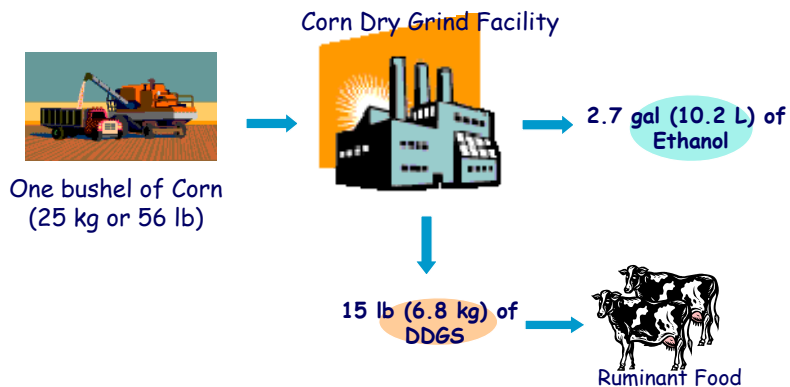 Corn Dry Grind Facility
2.7 gal (10.2 L) of
Ethanol
One bushel of Corn
(25 kg or 56 lb)
15 lb (6.8 kg) of
DDGS
Ruminant Food